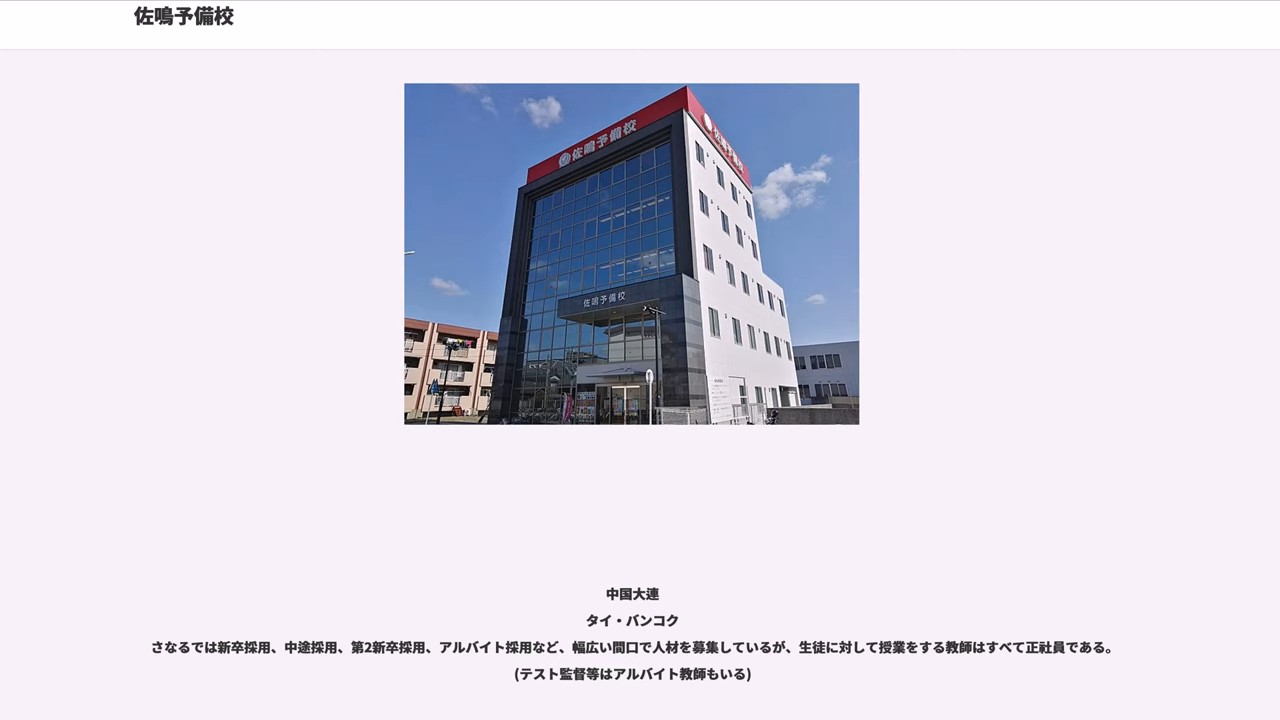 佐鳴予備校
佐鳴予備校
佐鳴予備校
佐鳴予備校
中国大連
タイ・バンコク
さなるでは新卒採用、中途採用、第2新卒採用、アルバイト採用など、幅広い間口で人材を募集しているが、生徒に対して授業をする教師はすべて正社員である。
(テスト監督等はアルバイト教師もいる)